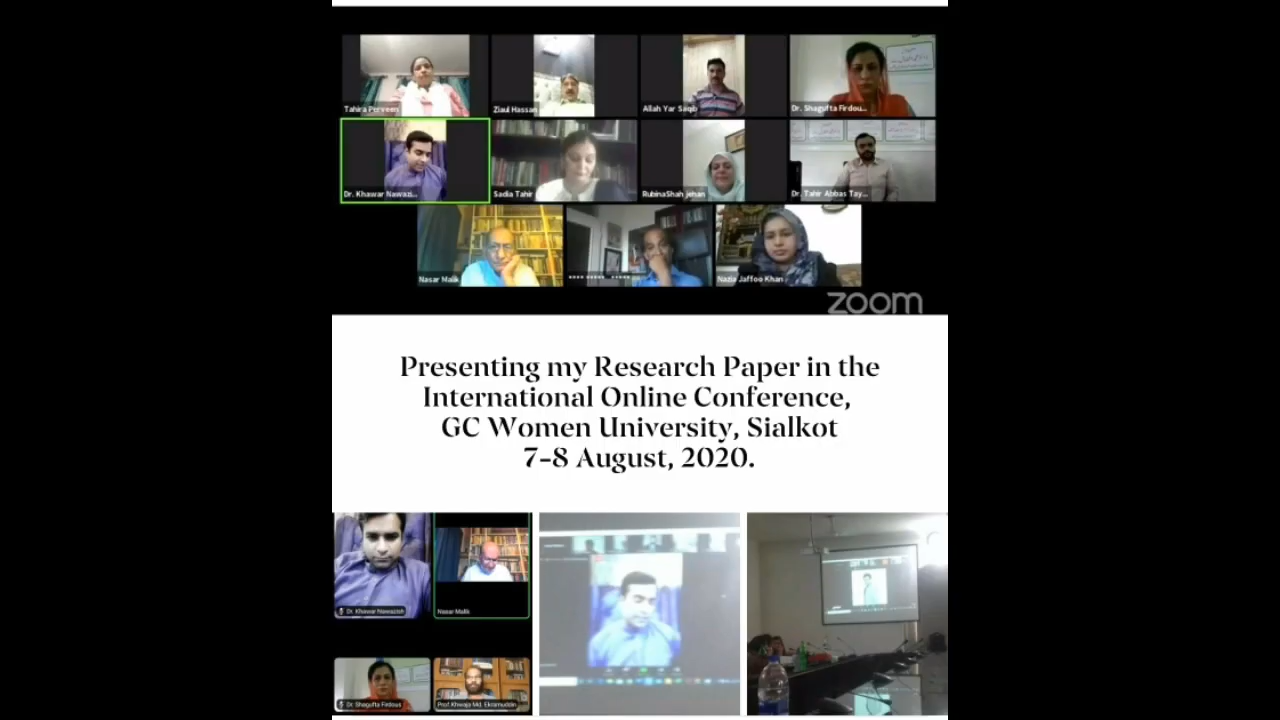 Tahira Perveen
Ziaul Hassan
Allah Yar Saqib
Dr. Shagufta Firdou...
Dr. Khawar Nawazi...
Sadia Tahir
RubinaShah jehan
Dr. Tahir Abbas Tay...
Nasar Malik
Nazia Jaffoo Khan
zoom
Presenting my Research Paper in the
International Online Conference,
GC Women University, Sialkot
7-8 August, 2020.
Dr. Khawar Nawazish
Nasar Malik
Dr Shagufta Firdous
Prof Khwaja Md. Ekramuddin